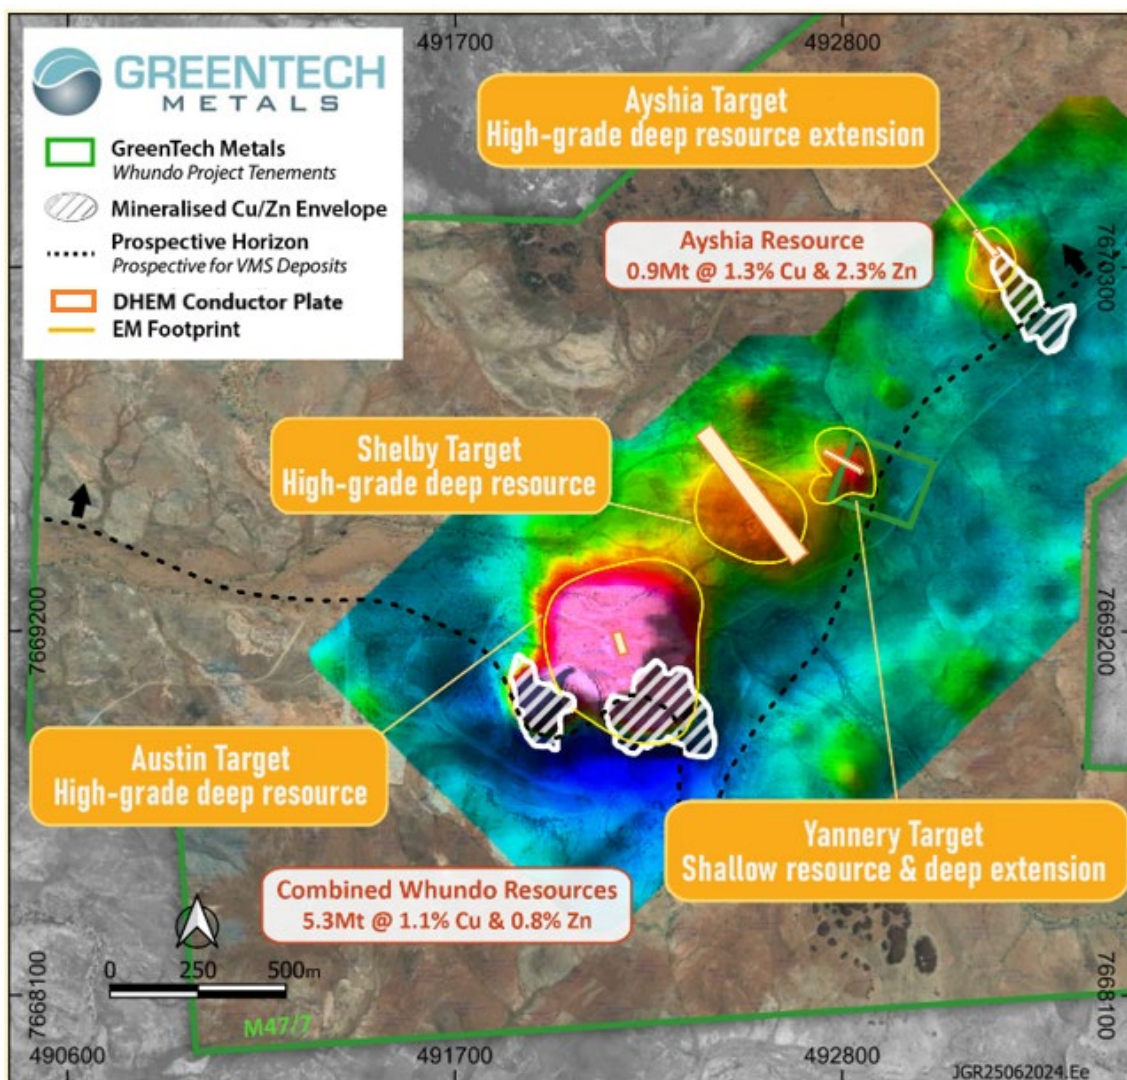 491700
492800
GREENTECH
METALS
GreenTech Metals
Whundo Project Tenements
Mineralised Cu/Zn Envelope
Prospective Horizon
Prospective for VMS Deposits
DHEM Conductor Plate
EM Footprint
Ayshia Target
High-grade deep resource extension
Ayshia Resource
0.9Mt @ 1.3% Cu & 2.3% Zn
7670300
Shelby Target
High-grade deep resource
7669200
7669200
Austin Target
High-grade deep resource
Yannery Target
Shallow resource & deep extension
Combined Whundo Resources
5.3Mt @ 1.1% Cu & 0.8% Zn
0 250 500m
7668100
7668100
M47/7
490600
491700
492800
JGR25062024.Ee